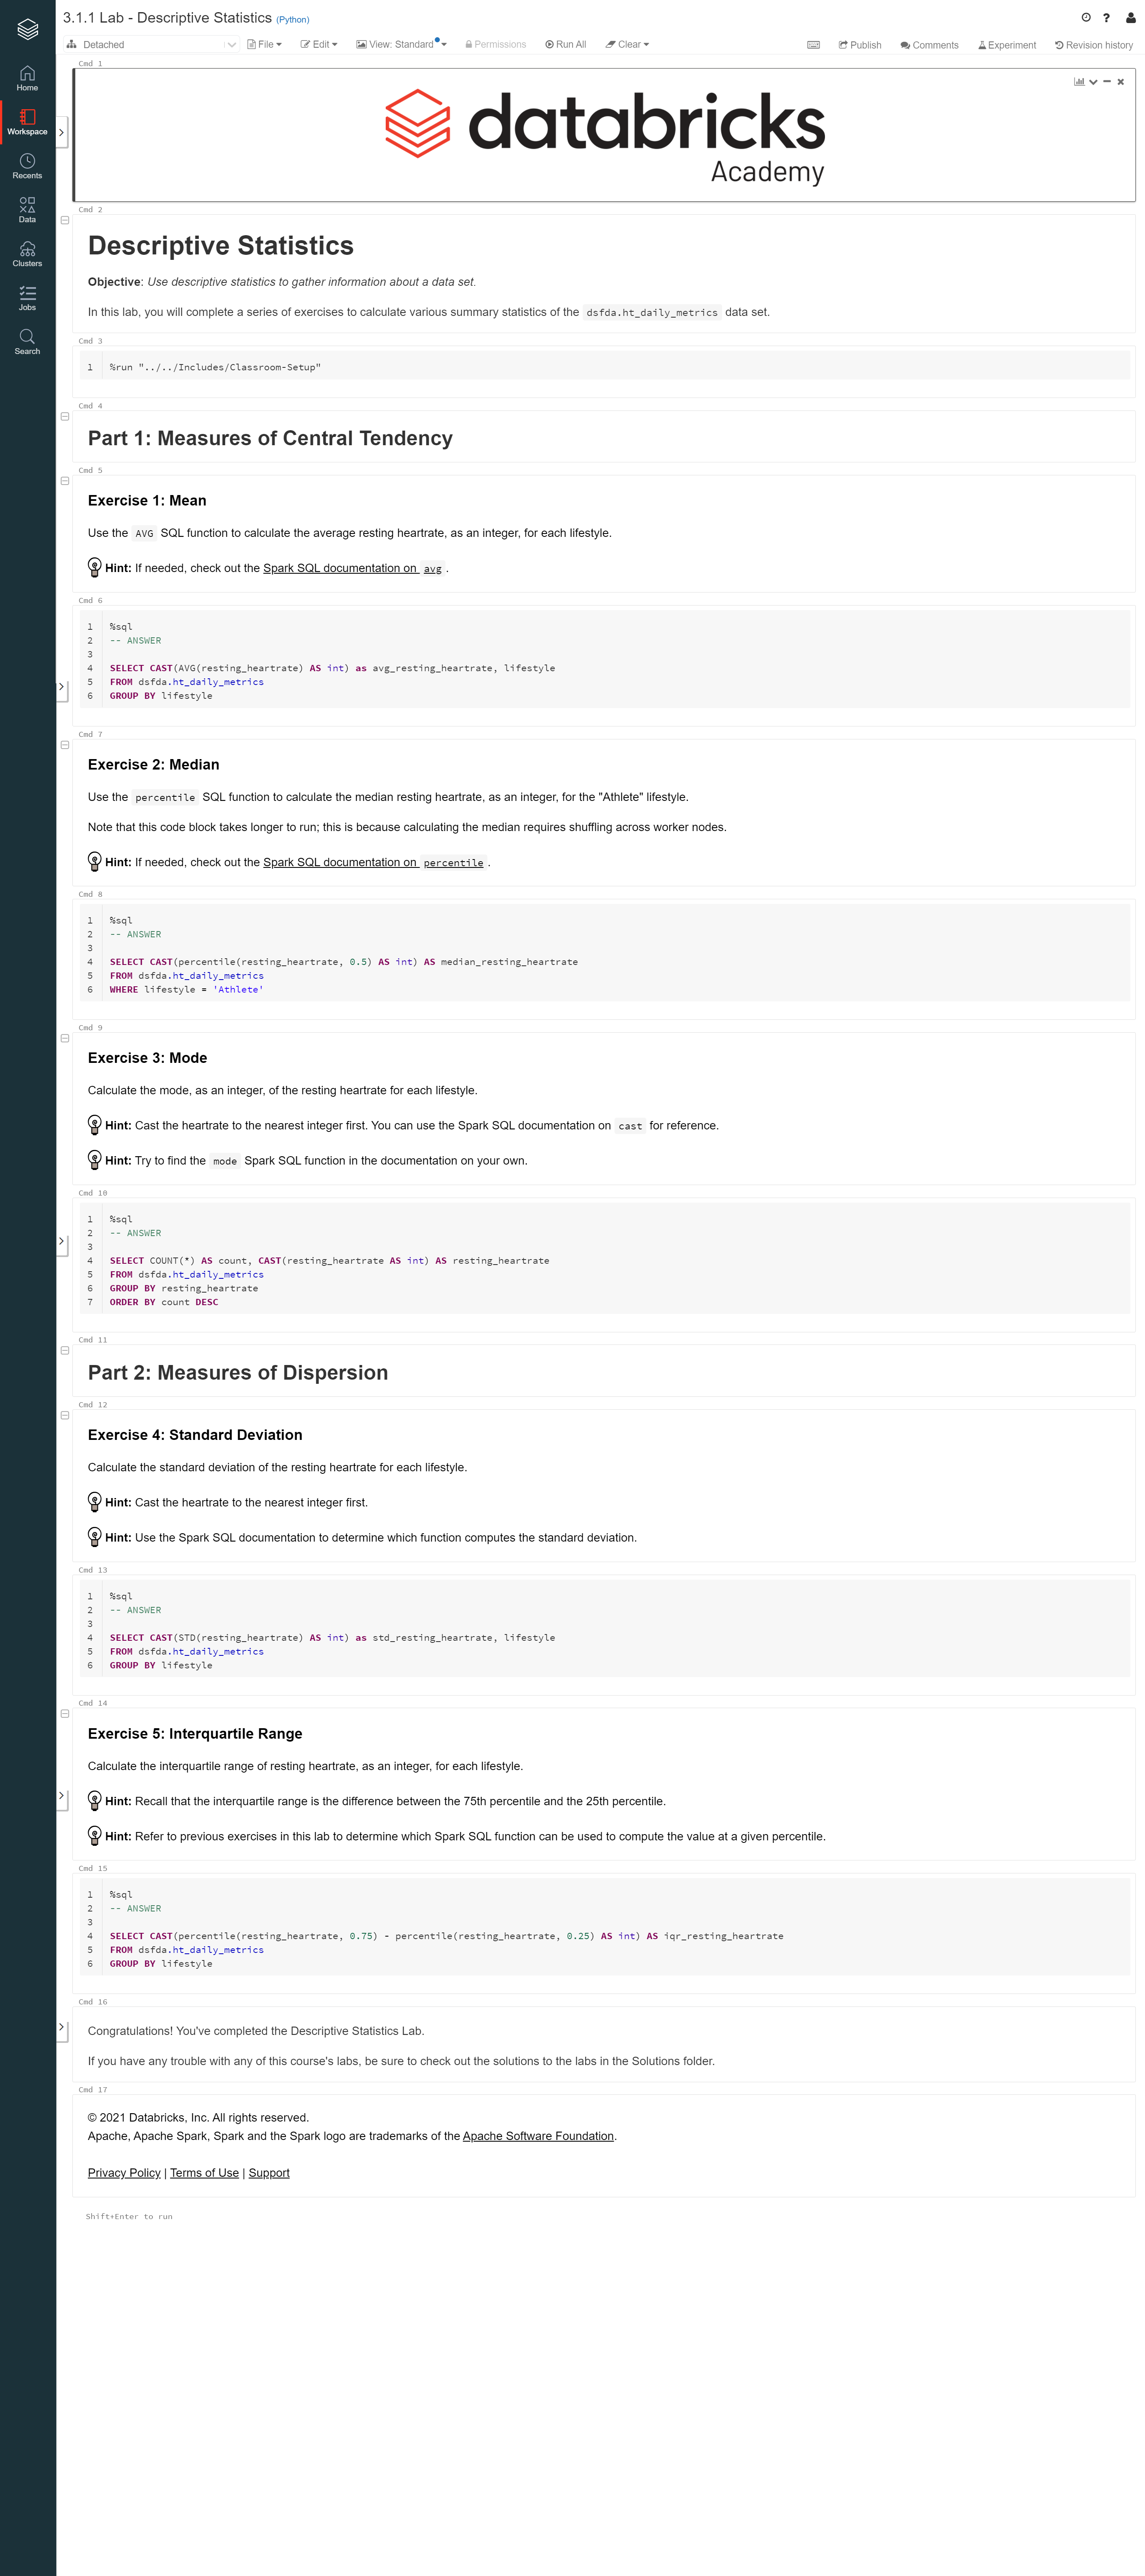 3.1.1 Lab - Descriptive Statistics (Python)
Detached File Edit View: Standard Permissions Run All Clear Publish Comments Experiment Revision history
Home
Workspace
Recents
Data
Clusters
Jobs
Search
Cmd 1
databricks
Academy
Cmd 2
Descriptive Statistics
Objective: Use descriptive statistics to gather information about a data set.
In this lab, you will complete a series of exercises to calculate various summary statistics of the dsfda.ht_daily_metrics data set.
Cmd 3
1 %run "../../Includes/Classroom-Setup"
Cmd 4
Part 1: Measures of Central Tendency
Cmd 5
Exercise 1: Mean
Use the AVG SQL function to calculate the average resting heartrate, as an integer, for each lifestyle.
Hint: If needed, check out the Spark SQL documentation on avg .
Cmd 6
1 %sql
2 -- ANSWER
3
4 SELECT CAST(AVG(resting_heartrate) AS int) as avg_resting_heartrate, lifestyle
5 FROM dsfda.ht_daily_metrics
6 GROUP BY lifestyle
Cmd 7
Exercise 2: Median
Use the percentile SQL function to calculate the median resting heartrate, as an integer, for the "Athlete" lifestyle.
Note that this code block takes longer to run; this is because calculating the median requires shuffling across worker nodes.
Hint: If needed, check out the Spark SQL documentation on percentile .
Cmd 8
1 %sql
2 -- ANSWER
3
4 SELECT CAST(percentile(resting_heartrate, 0.5) AS int) AS median_resting_heartrate
5 FROM dsfda.ht_daily_metrics
6 WHERE lifestyle = 'Athlete'
Cmd 9
Exercise 3: Mode
Calculate the mode, as an integer, of the resting heartrate for each lifestyle.
Hint: Cast the heartrate to the nearest integer first. You can use the Spark SQL documentation on cast for reference.
Hint: Try to find the mode Spark SQL function in the documentation on your own.
Cmd 10
1 %sql
2 -- ANSWER
3
4 SELECT COUNT(*) AS count, CAST(resting_heartrate AS int) AS resting_heartrate
5 FROM dsfda.ht_daily_metrics
6 GROUP BY resting_heartrate
7 ORDER BY count DESC
Cmd 11
Part 2: Measures of Dispersion
Cmd 12
Exercise 4: Standard Deviation
Calculate the standard deviation of the resting heartrate for each lifestyle.
Hint: Cast the heartrate to the nearest integer first.
Hint: Use the Spark SQL documentation to determine which function computes the standard deviation.
Cmd 13
1 %sql
2 -- ANSWER
3
4 SELECT CAST(STD(resting_heartrate) AS int) as std_resting_heartrate, lifestyle
5 FROM dsfda.ht_daily_metrics
6 GROUP BY lifestyle
Cmd 14
Exercise 5: Interquartile Range
Calculate the interquartile range of resting heartrate, as an integer, for each lifestyle.
Hint: Recall that the interquartile range is the difference between the 75th percentile and the 25th percentile.
Hint: Refer to previous exercises in this lab to determine which Spark SQL function can be used to compute the value at a given percentile.
Cmd 15
1 %sql
2 -- ANSWER
3
4 SELECT CAST(percentile(resting_heartrate, 0.75) - percentile(resting_heartrate, 0.25) AS int) AS iqr_resting_heartrate
5 FROM dsfda.ht_daily_metrics
6 GROUP BY lifestyle
Cmd 16
Congratulations! You've completed the Descriptive Statistics Lab.
If you have any trouble with any of this course's labs, be sure to check out the solutions to the labs in the Solutions folder.
Cmd 17
© 2021 Databricks, Inc. All rights reserved.
Apache, Apache Spark, Spark and the Spark logo are trademarks of the Apache Software Foundation.
Privacy Policy | Terms of Use | Support
Shift+Enter to run